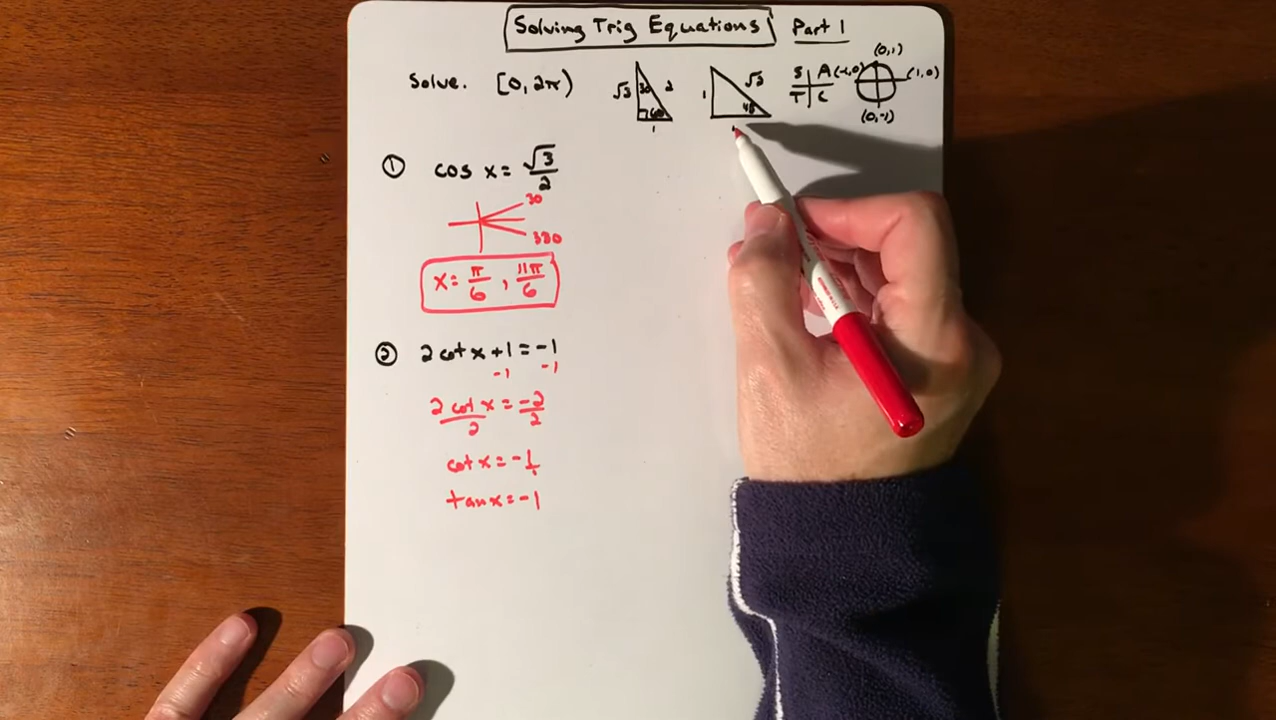 Solving Trig Equations Part 1
Solve. [0, 2π)
√3 30 2 60 1
1 √2 45 1
S A T C
(0,1) (-1,0) (1,0) (0,-1)
① cos x = √3/2
30
330
x = π/6 , 11π/6
② 2 cot x + 1 = -1
-1 -1
2 cot x / 2 = -2/2
cot x = -1/1
tan x = -1